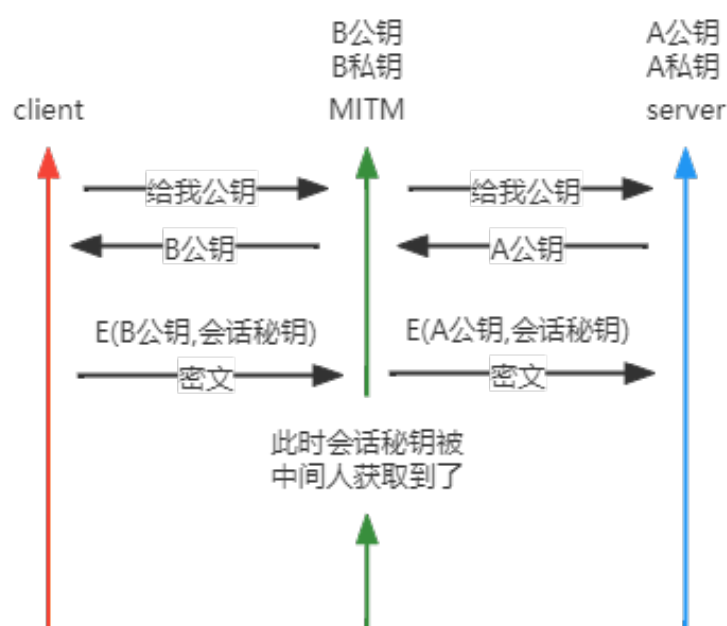 B公钥
B私钥
A公钥
A私钥
client
MITM
server
给我公钥
给我公钥
B公钥
A公钥
E(B公钥,会话秘钥)
E(A公钥,会话秘钥)
密文
密文
此时会话秘钥被
中间人获取到了